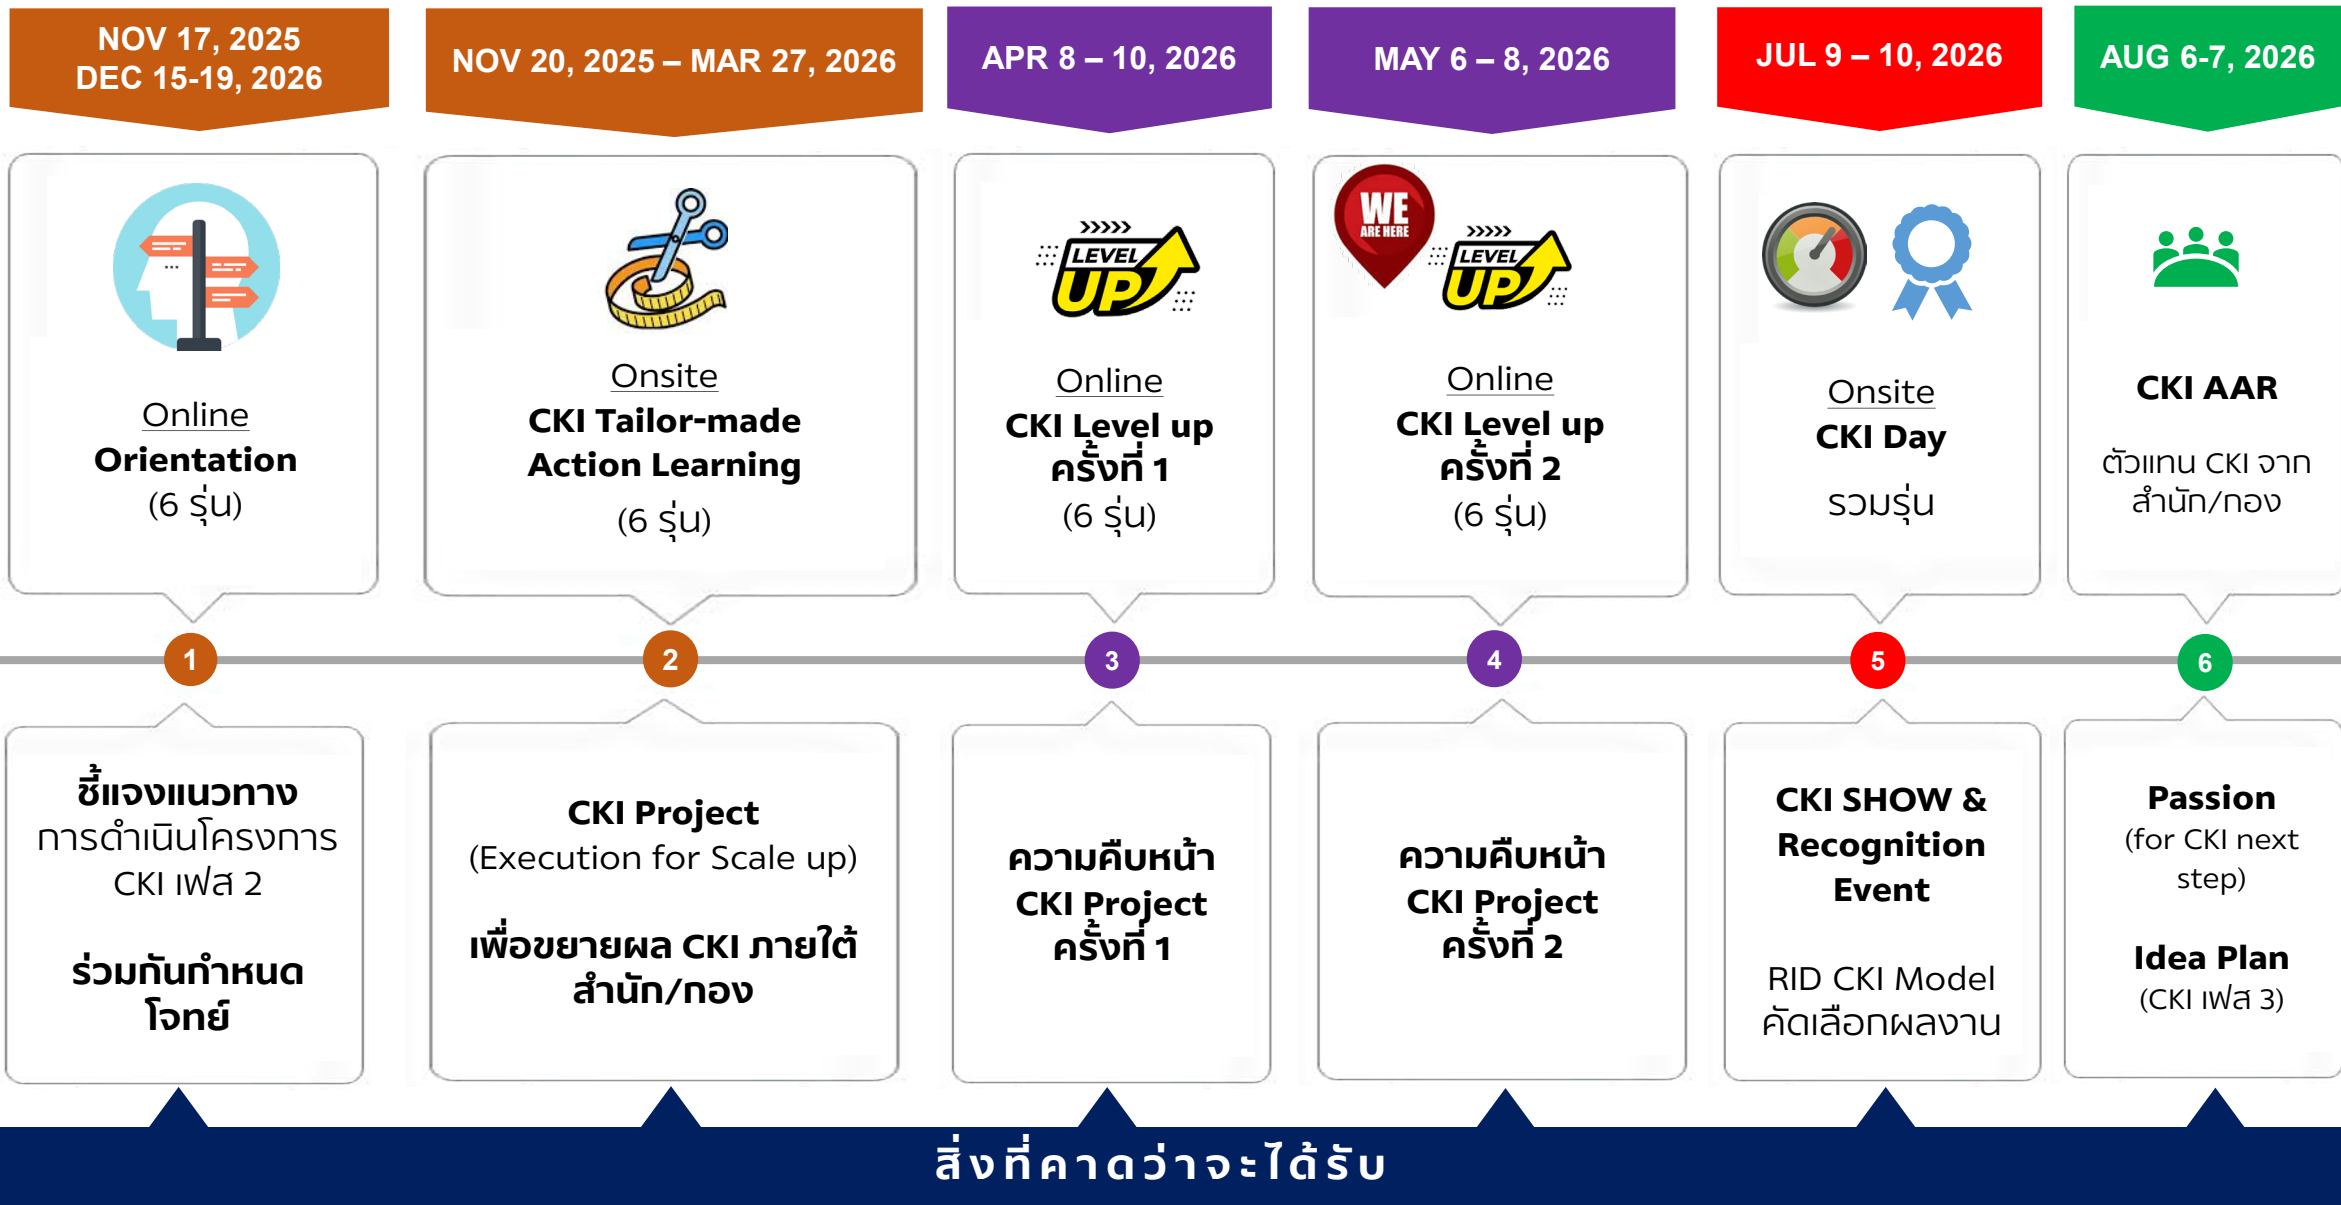 NOV 17, 2025
DEC 15-19, 2026
NOV 20, 2025 – MAR 27, 2026
APR 8 – 10, 2026
MAY 6 – 8, 2026
JUL 9 – 10, 2026
AUG 6-7, 2026
Online
Orientation
(6 รุ่น)
Onsite
CKI Tailor-made
Action Learning
(6 รุ่น)
LEVEL
UP
Online
CKI Level up
ครั้งที่ 1
(6 รุ่น)
WE
ARE HERE
LEVEL
UP
Online
CKI Level up
ครั้งที่ 2
(6 รุ่น)
Onsite
CKI Day
รวมรุ่น
CKI AAR
ตัวแทน CKI จาก
สำนัก/กอง
1
2
3
4
5
6
ชี้แจงแนวทาง
การดำเนินโครงการ
CKI เฟส 2
ร่วมกันกำหนด
โจทย์
CKI Project
(Execution for Scale up)
เพื่อขยายผล CKI ภายใต้
สำนัก/กอง
ความคืบหน้า
CKI Project
ครั้งที่ 1
ความคืบหน้า
CKI Project
ครั้งที่ 2
CKI SHOW &
Recognition
Event
RID CKI Model
คัดเลือกผลงาน
Passion
(for CKI next
step)
Idea Plan
(CKI เฟส 3)
สิ่งที่คาดว่าจะได้รับ